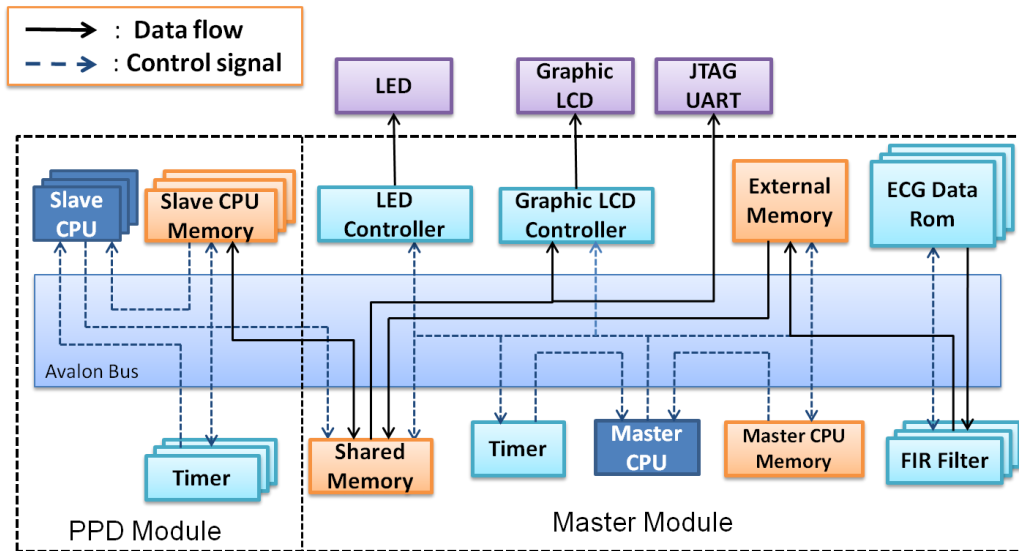 : Data flow
: Control signal
LED
Graphic
LCD
JTAG
UART
Slave
CPU
Slave CPU
Memory
LED
Controller
Graphic LCD
Controller
External
Memory
ECG Data
Rom
Avalon Bus
Timer
Shared
Memory
Timer
Master
CPU
Master CPU
Memory
FIR Filter
PPD Module
Master Module